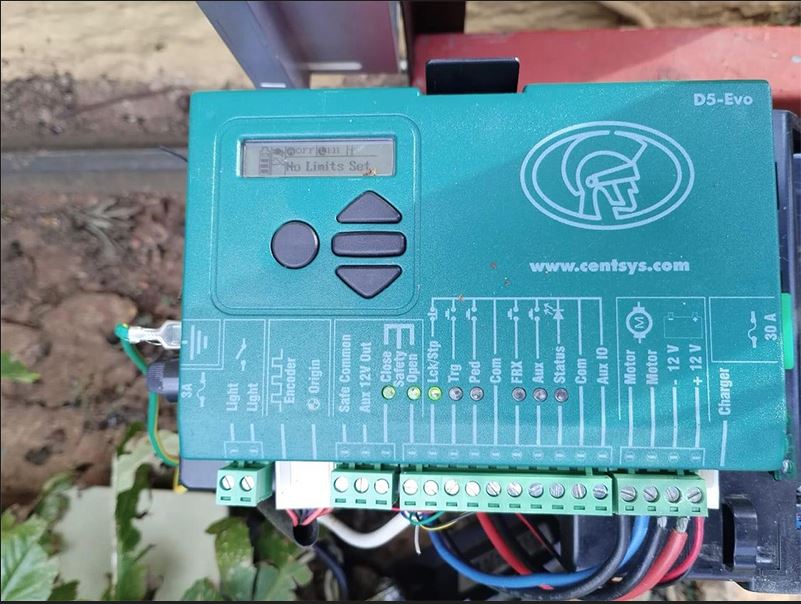 D5-Evo
No Limits Set
www.centsys.com
3A
Light
Light
Encoder
Origin
Safe Common
Aux 12V Out
Close
Safety
Open
Lck/Stp
Trg
Ped
Com
FRX
Aux
Status
Com
Aux IO
M
Motor
Motor
- 12 V
+ 12 V
Charger
30 A